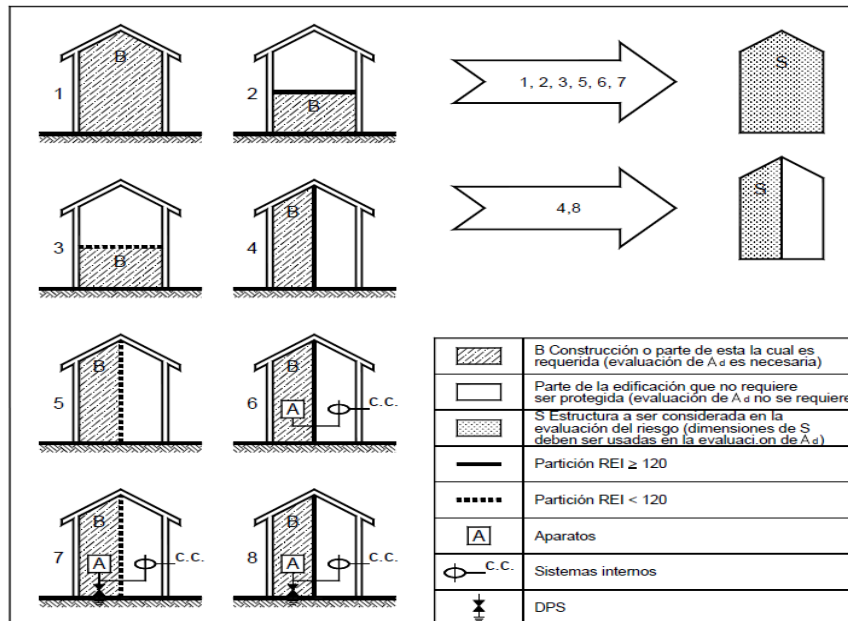 B
1
B
2
1, 2, 3, 5, 6, 7
S
B
3
B
4
4,8
S
B
5
B
6
A
C.C.
B
7
A
C.C.
B
8
A
C.C.
B Construcción o parte de esta la cual es
requerida (evaluación de Ad es necesaria)
Parte de la edificación que no requiere
ser protegida (evaluación de Ad no se requiere
S Estructura a ser considerada en la
evaluación del riesgo (dimensiones de S
deben ser usadas en la evaluaci.on de Ad)
Partición REI ≥ 120
Partición REI < 120
A
Aparatos
C.C.
Sistemas internos
DPS